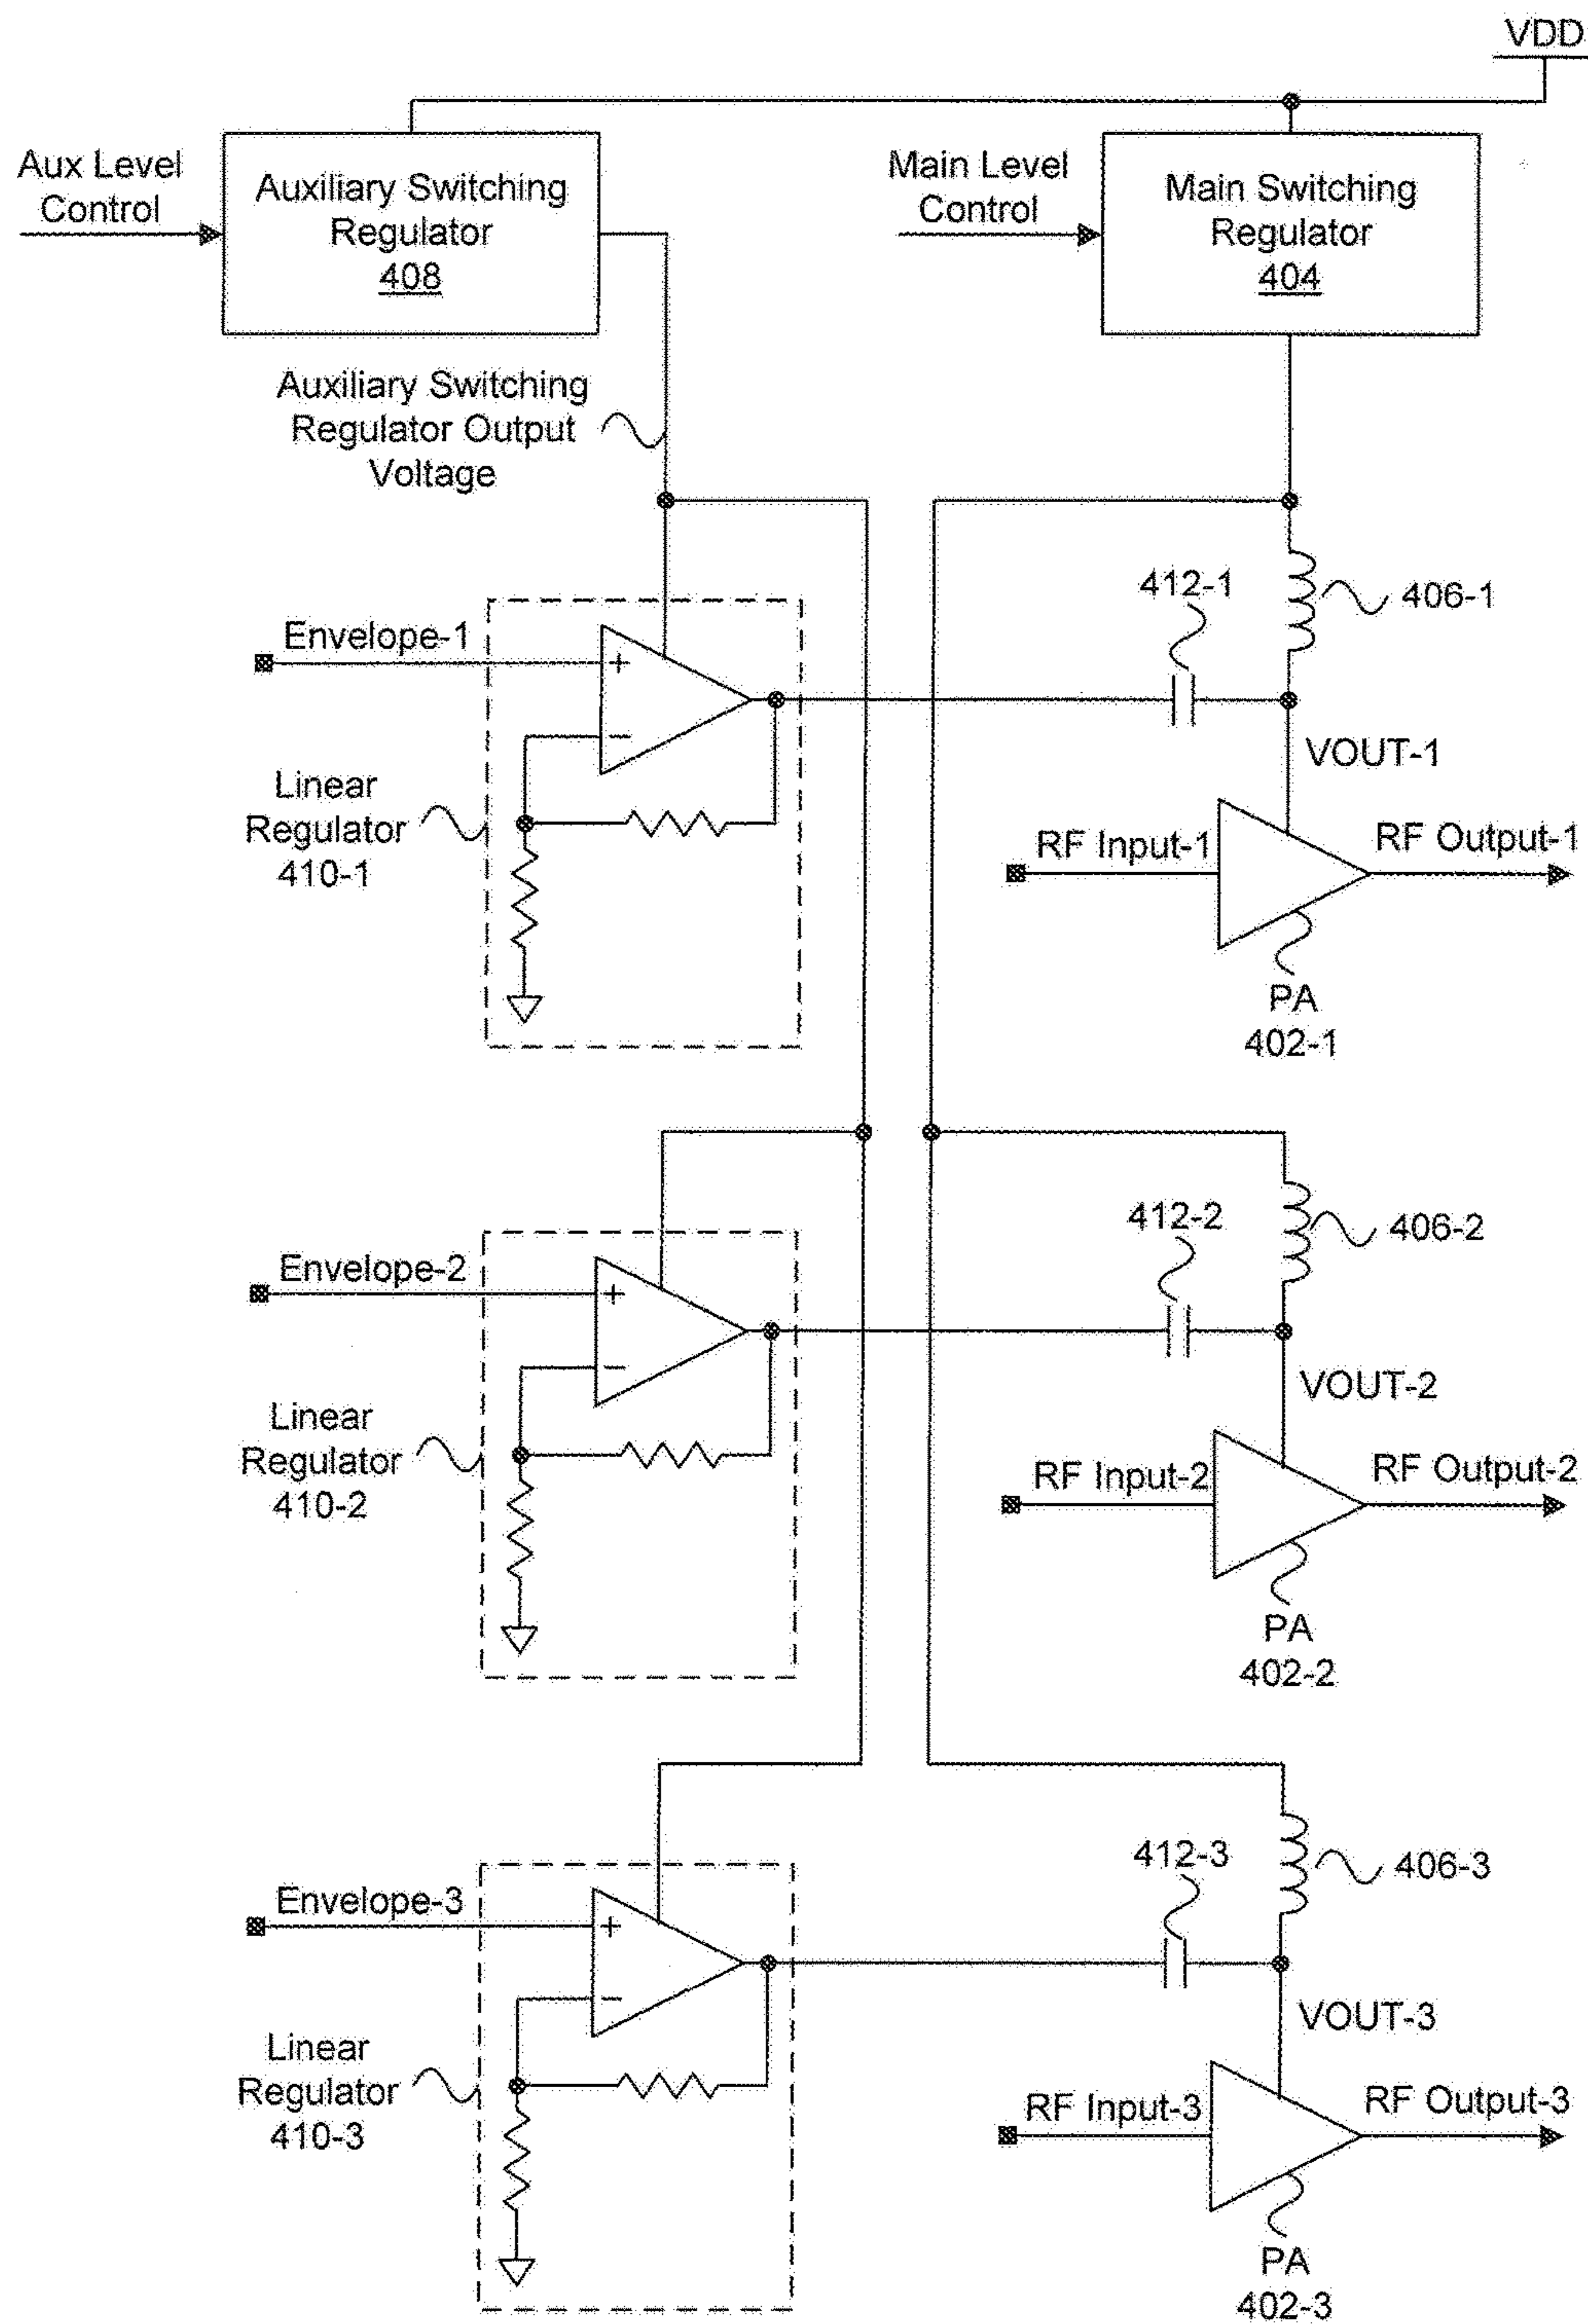 VDD
Aux Level
Control
Auxiliary Switching
Regulator
408
Main Level
Control
Main Switching
Regulator
404
Auxiliary Switching
Regulator Output
Voltage
412-1
406-1
Envelope-1
+
−
VOUT-1
Linear
Regulator
410-1
RF Input-1
RF Output-1
PA
402-1
412-2
406-2
Envelope-2
+
−
VOUT-2
Linear
Regulator
410-2
RF Input-2
RF Output-2
PA
402-2
412-3
406-3
Envelope-3
+
−
VOUT-3
Linear
Regulator
410-3
RF Input-3
RF Output-3
PA
402-3